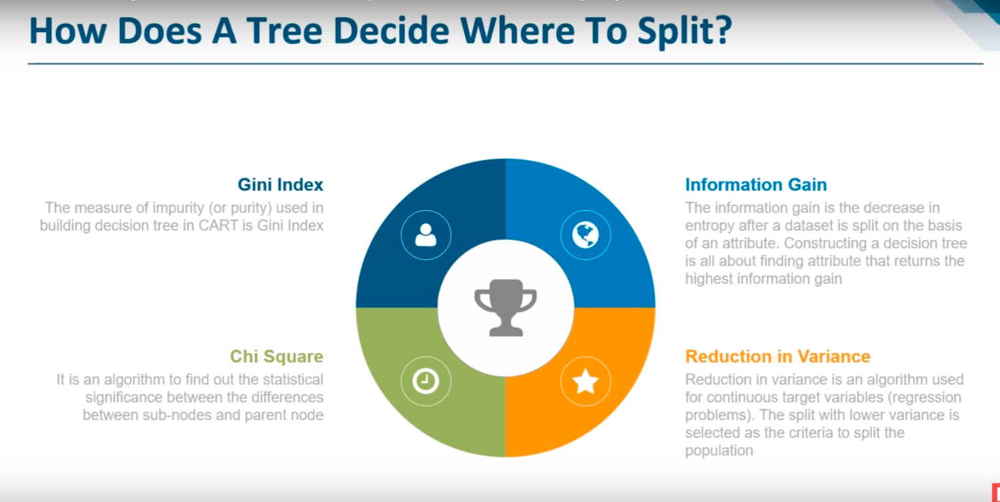 How Does A Tree Decide Where To Split?
Gini Index
The measure of impurity (or purity) used in
building decision tree in CART is Gini Index
Information Gain
The information gain is the decrease in
entropy after a dataset is split on the basis
of an attribute. Constructing a decision tree
is all about finding attribute that returns the
highest information gain
Chi Square
It is an algorithm to find out the statistical
significance between the differences
between sub-nodes and parent node
Reduction in Variance
Reduction in variance is an algorithm used
for continuous target variables (regression
problems). The split with lower variance is
selected as the criteria to split the
population